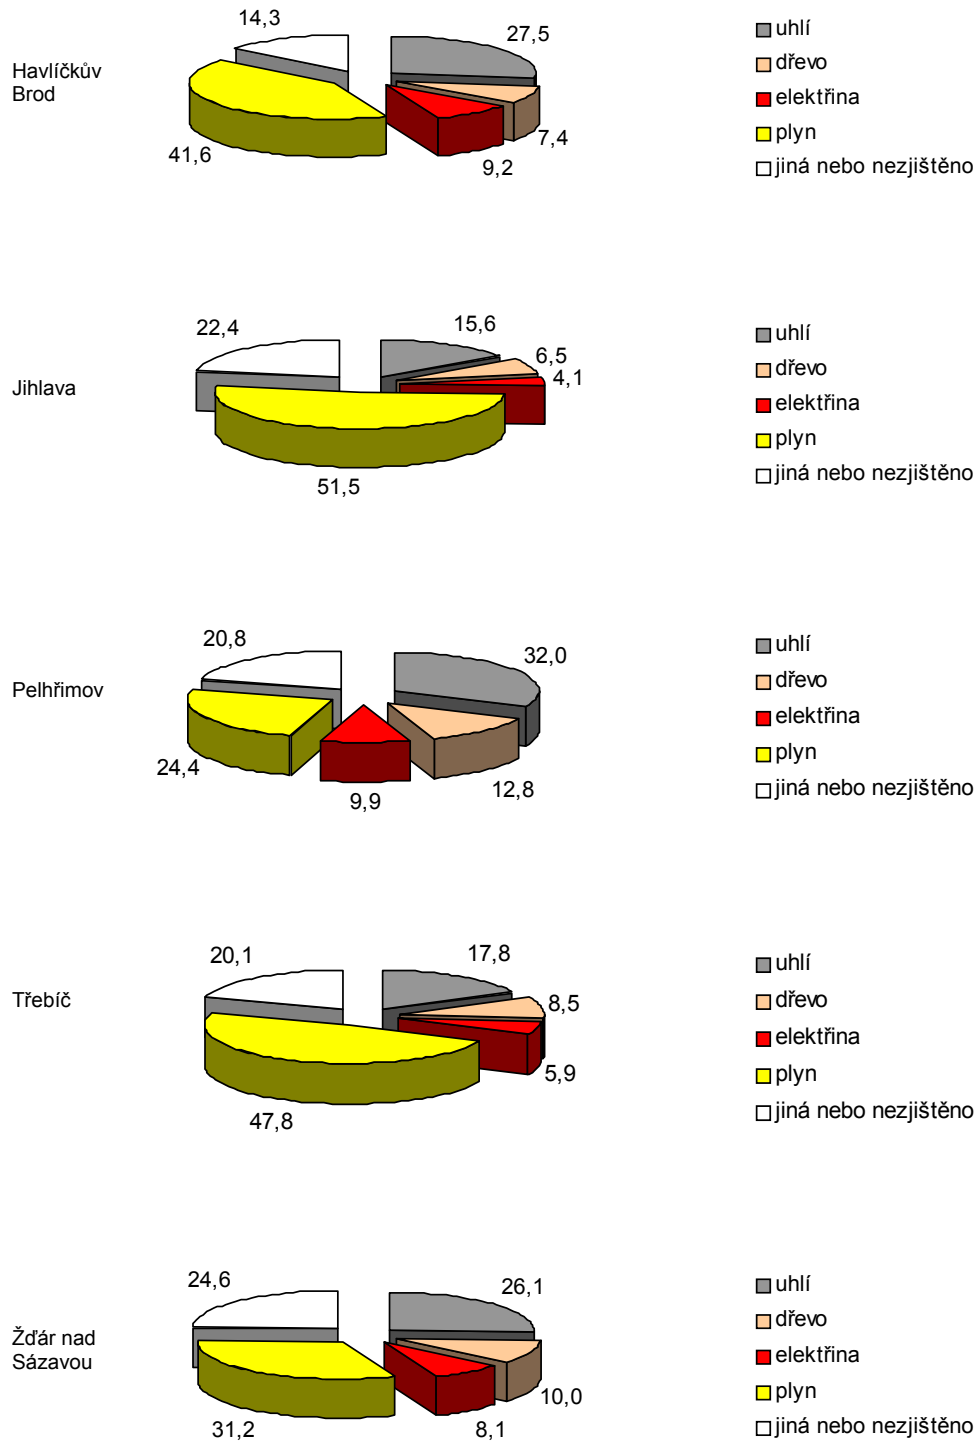 Havlíčkův
Brod
14,3
27,5
7,4
9,2
41,6
uhlí
dřevo
elektřina
plyn
jiná nebo nezjištěno
Jihlava
22,4
15,6
6,5
4,1
51,5
uhlí
dřevo
elektřina
plyn
jiná nebo nezjištěno
Pelhřimov
20,8
32,0
12,8
9,9
24,4
uhlí
dřevo
elektřina
plyn
jiná nebo nezjištěno
Třebíč
20,1
17,8
8,5
5,9
47,8
uhlí
dřevo
elektřina
plyn
jiná nebo nezjištěno
Žďár nad
Sázavou
24,6
26,1
10,0
8,1
31,2
uhlí
dřevo
elektřina
plyn
jiná nebo nezjištěno